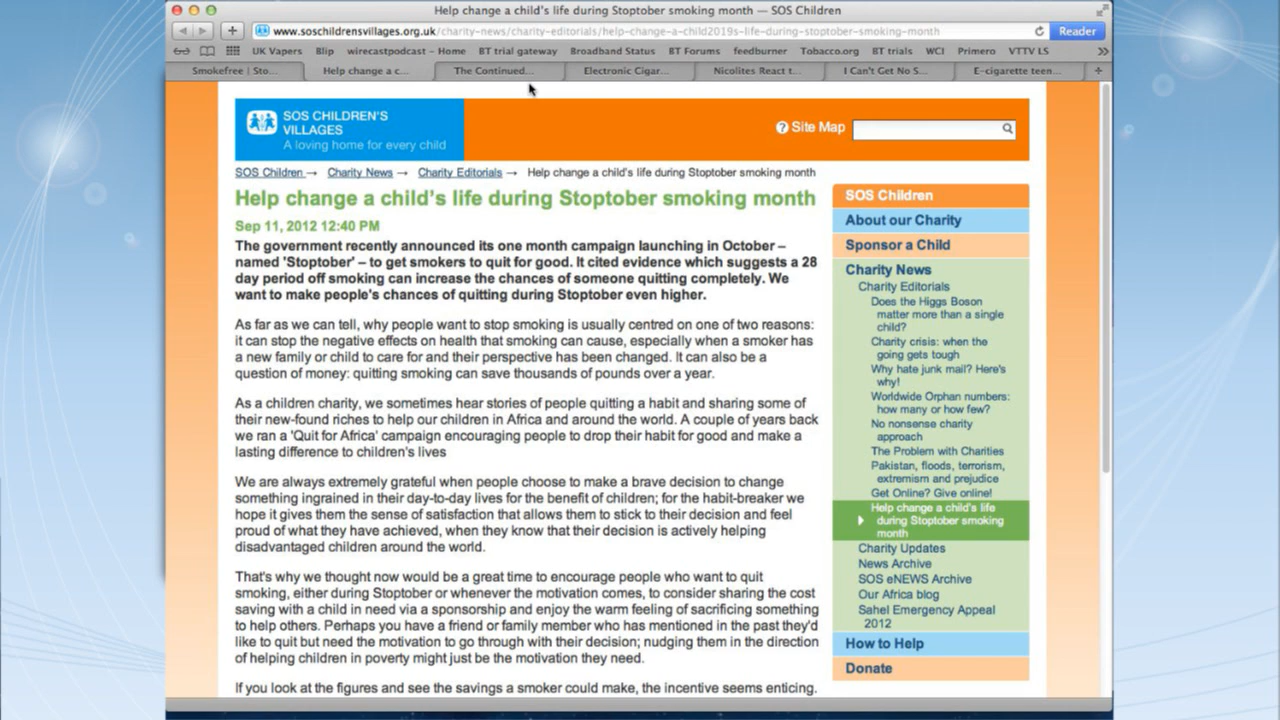 Help change a child's life during Stoptober smoking month — SOS Children
www.soschildrensvillages.org.uk/charity-news/charity-editorials/help-change-a-child2019s-life-during-stoptober-smoking-month
Reader
UK Vapers Blip wirecastpodcast – Home BT trial gateway Broadband Status BT Forums feedburner Tobacco.org BT trials WCI Primero VTTV LS
Smokefree | Sto... Help change a c... The Continued... Electronic Cigar... Nicolites React t... I Can't Get No S... E-cigarette teen...
SOS CHILDREN'S
VILLAGES
A loving home for every child
Site Map
SOS Children → Charity News → Charity Editorials → Help change a child's life during Stoptober smoking month
Help change a child's life during Stoptober smoking month
Sep 11, 2012 12:40 PM
The government recently announced its one month campaign launching in October –
named 'Stoptober' – to get smokers to quit for good. It cited evidence which suggests a 28
day period off smoking can increase the chances of someone quitting completely. We
want to make people's chances of quitting during Stoptober even higher.
As far as we can tell, why people want to stop smoking is usually centred on one of two reasons:
it can stop the negative effects on health that smoking can cause, especially when a smoker has
a new family or child to care for and their perspective has been changed. It can also be a
question of money: quitting smoking can save thousands of pounds over a year.
As a children charity, we sometimes hear stories of people quitting a habit and sharing some of
their new-found riches to help our children in Africa and around the world. A couple of years back
we ran a 'Quit for Africa' campaign encouraging people to drop their habit for good and make a
lasting difference to children's lives
We are always extremely grateful when people choose to make a brave decision to change
something ingrained in their day-to-day lives for the benefit of children; for the habit-breaker we
hope it gives them the sense of satisfaction that allows them to stick to their decision and feel
proud of what they have achieved, when they know that their decision is actively helping
disadvantaged children around the world.
That's why we thought now would be a great time to encourage people who want to quit
smoking, either during Stoptober or whenever the motivation comes, to consider sharing the cost
saving with a child in need via a sponsorship and enjoy the warm feeling of sacrificing something
to help others. Perhaps you have a friend or family member who has mentioned in the past they'd
like to quit but need the motivation to go through with their decision; nudging them in the direction
of helping children in poverty might just be the motivation they need.
If you look at the figures and see the savings a smoker could make, the incentive seems enticing.
SOS Children
About our Charity
Sponsor a Child
Charity News
Charity Editorials
Does the Higgs Boson
matter more than a single
child?
Charity crisis: when the
going gets tough
Why hate junk mail? Here's
why!
Worldwide Orphan numbers:
how many or how few?
No nonsense charity
approach
The Problem with Charities
Pakistan, floods, terrorism,
extremism and prejudice
Get Online? Give online!
Help change a child's life
during Stoptober smoking
month
Charity Updates
News Archive
SOS eNEWS Archive
Our Africa blog
Sahel Emergency Appeal
2012
How to Help
Donate